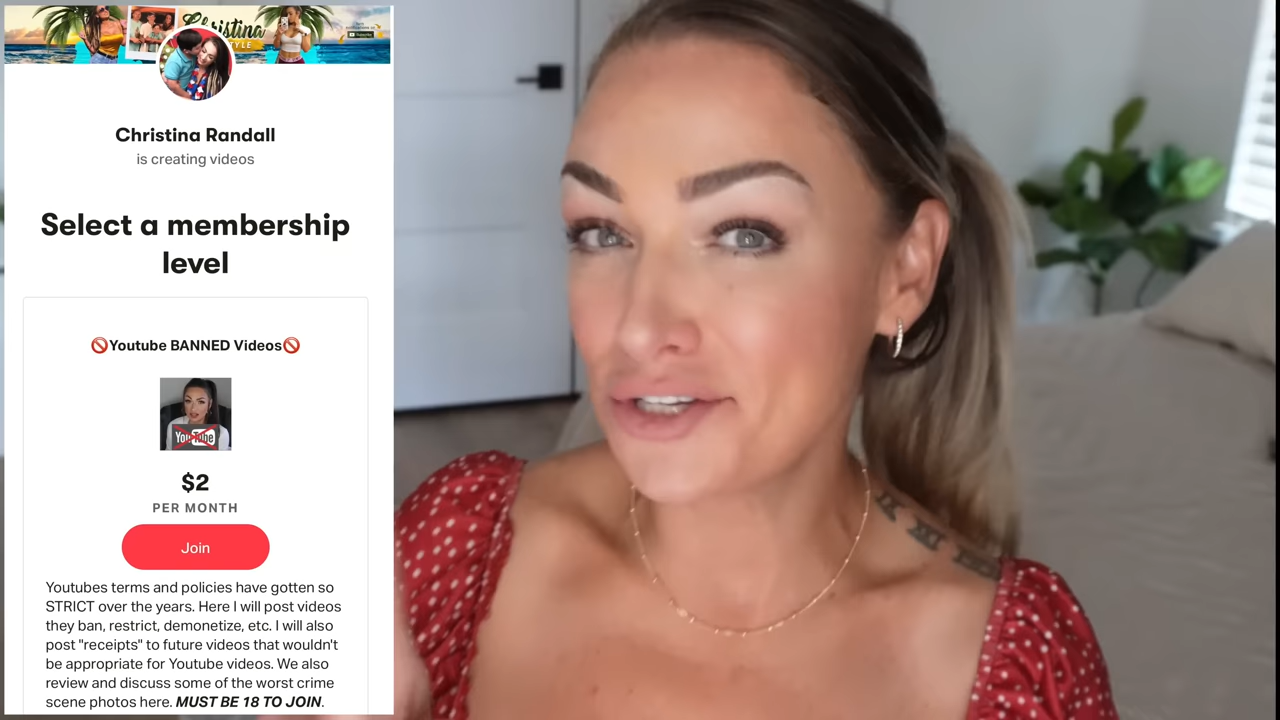 Christina
STYLE
Christina Randall
is creating videos
Select a membership
level
🚫Youtube BANNED Videos🚫
YouTube
$2
PER MONTH
Join
Youtubes terms and policies have gotten so
STRICT over the years. Here I will post videos
they ban, restrict, demonetize, etc. I will also
post "receipts" to future videos that wouldn't
be appropriate for Youtube videos. We also
review and discuss some of the worst crime
scene photos here. MUST BE 18 TO JOIN.